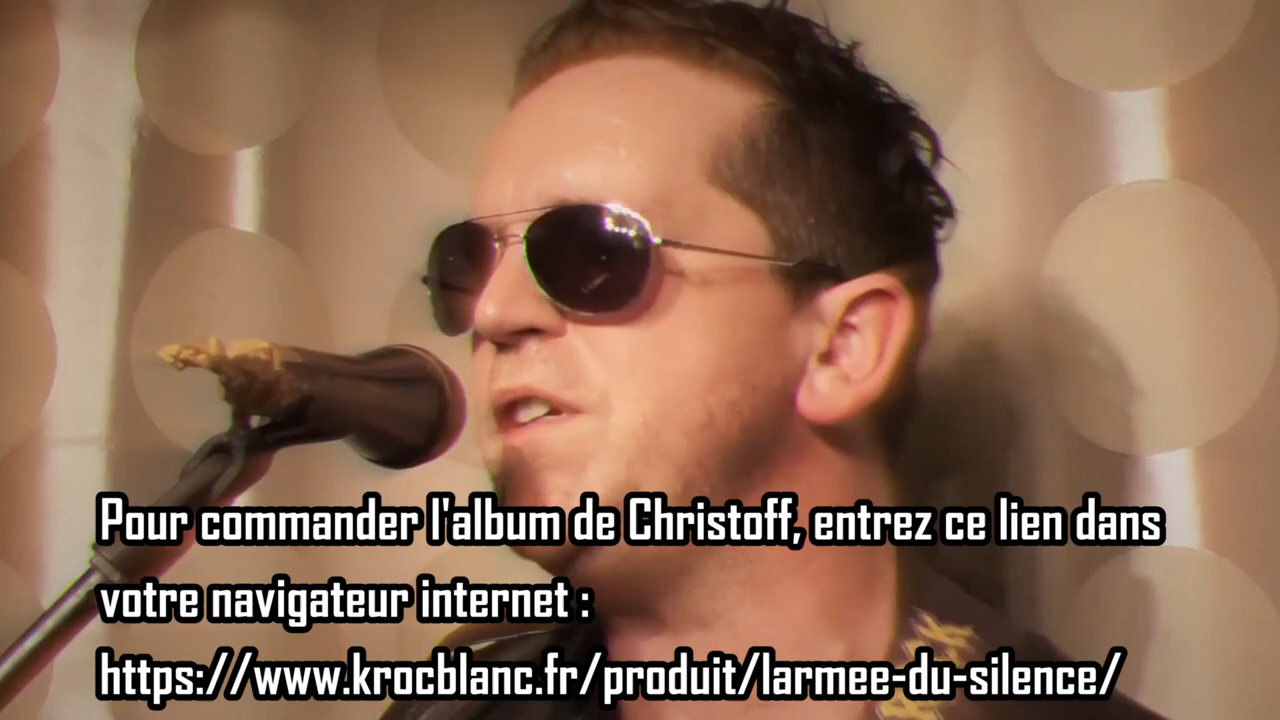 Pour commander l'album de Christoff, entrez ce lien dans
votre navigateur internet :
https://www.krocblanc.fr/produit/larmee-du-silence/